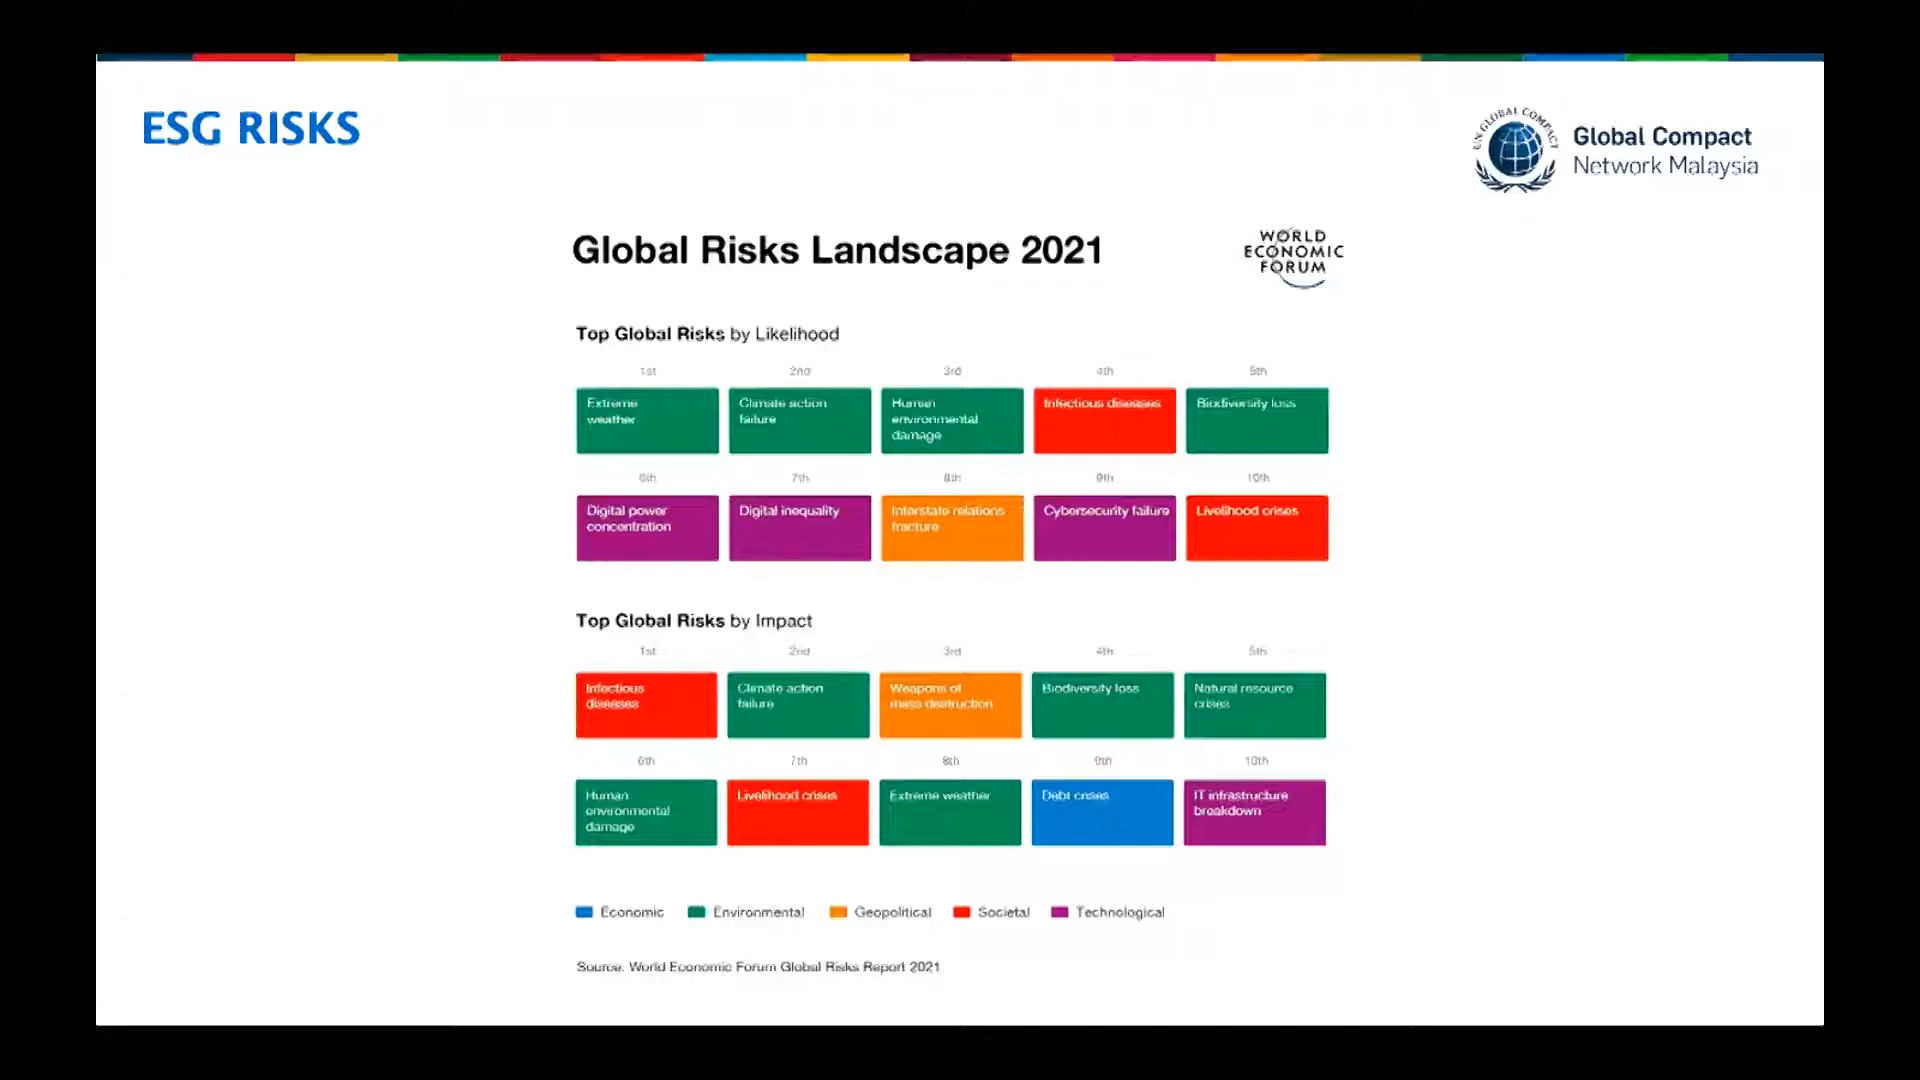 ESG RISKS
UN GLOBAL COMPACT
Global Compact
Network Malaysia
Global Risks Landscape 2021
WORLD
ECONOMIC
FORUM
Top Global Risks by Likelihood
1st 2nd 3rd 4th 5th
Extreme
weather
Climate action
failure
Human
environmental
damage
Infectious diseases
Biodiversity loss
6th 7th 8th 9th 10th
Digital power
concentration
Digital inequality
Interstate relations
fracture
Cybersecurity failure
Livelihood crises
Top Global Risks by Impact
1st 2nd 3rd 4th 5th
Infectious
diseases
Climate action
failure
Weapons of
mass destruction
Biodiversity loss
Natural resource
crises
6th 7th 8th 9th 10th
Human
environmental
damage
Livelihood crises
Extreme weather
Debt crises
IT infrastructure
breakdown
Economic Environmental Geopolitical Societal Technological
Source: World Economic Forum Global Risks Report 2021